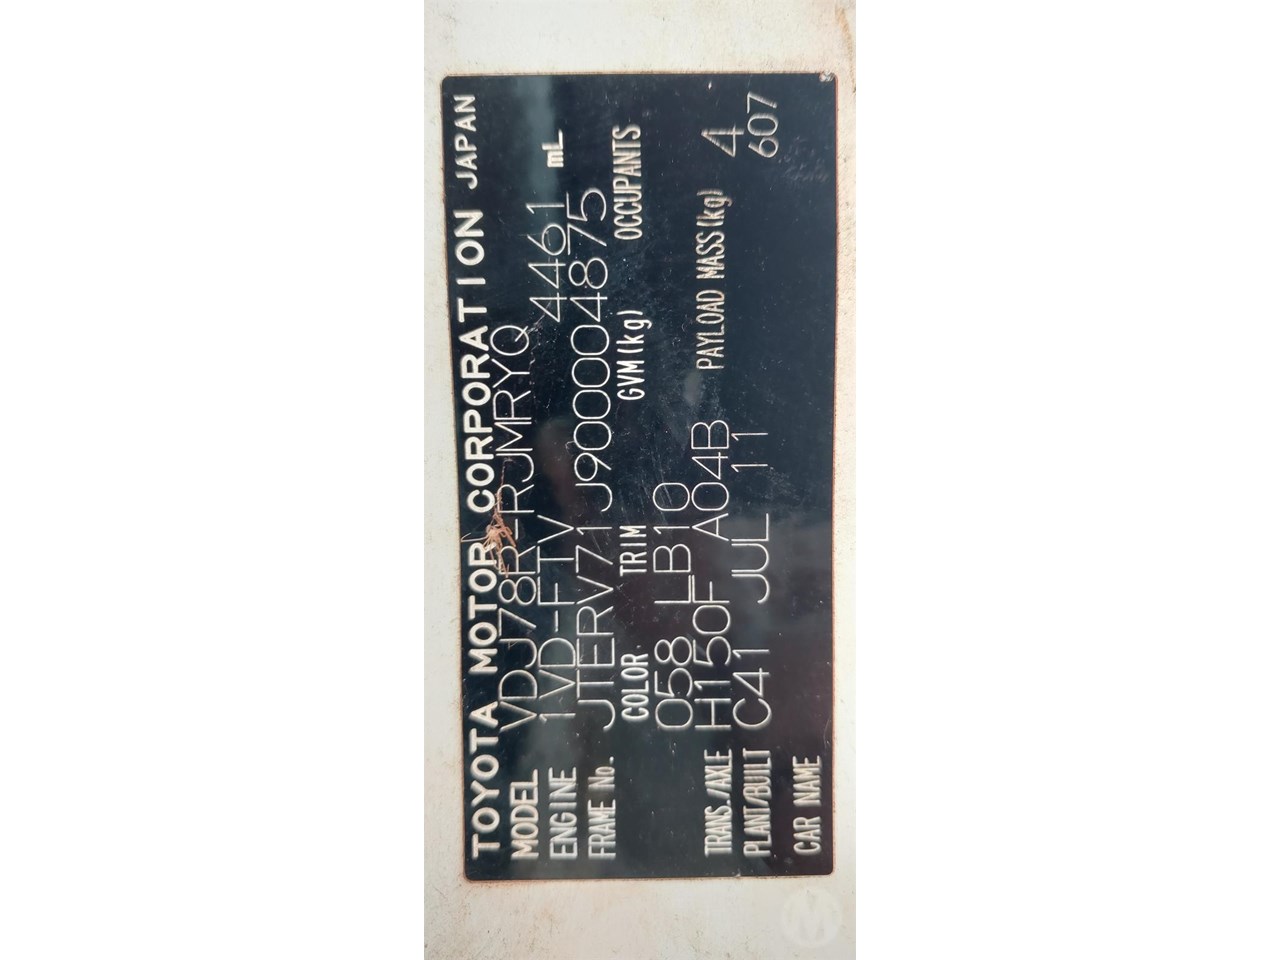 TOYOTA MOTOR CORPORATION JAPAN
MODEL VDJ78R-RJMRYQ
ENGINE 1VD-FTV 4461 mL
FRAME No. JTERV71J900004875
COLOR TRIM GVM(kg) OCCUPANTS
058 LB10
TRANS./AXLE H150F A04B PAYLOAD MASS(kg) 4
PLANT/BUILT C41 JUL 11 607
CAR NAME
M